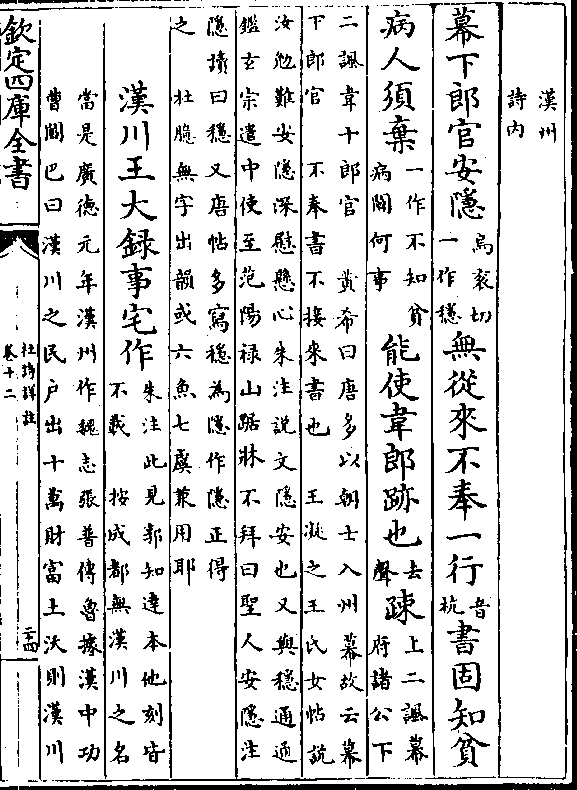 漢州
詩內
幕下郎官安隱烏衮切
一作穩無從來不奉一行音
杭書固知貧
病人須棄一作不知貧
病關何事能使韋郎跡也去
聲疎上二諷幕
府諸公下
二諷韋十郎官 黄希曰唐多以朝士入州幕故云幕
下郎官 不奉書不接來書也 王凝之王氏女帖説
汝勉難安隱深慰懸心朱注説文隱安也又與穩通通
鑑玄宗遣中使至范陽禄山踞牀不拜曰聖人安隱注
隱讀曰穩又唐帖多寫穩為隱作隱正得
之 杜臆無字出韻或六魚七虞兼用耶
漢川王大録事宅作朱注此見郭知達本他刻皆
不載 按成都無漢川之名
當是廣德元年漢州作魏志張普傳魯據漢中功
曹閻巴曰漢川之民户出十萬財富土沃則漢川
欽定四庫全書
杜詩詳註
卷十二